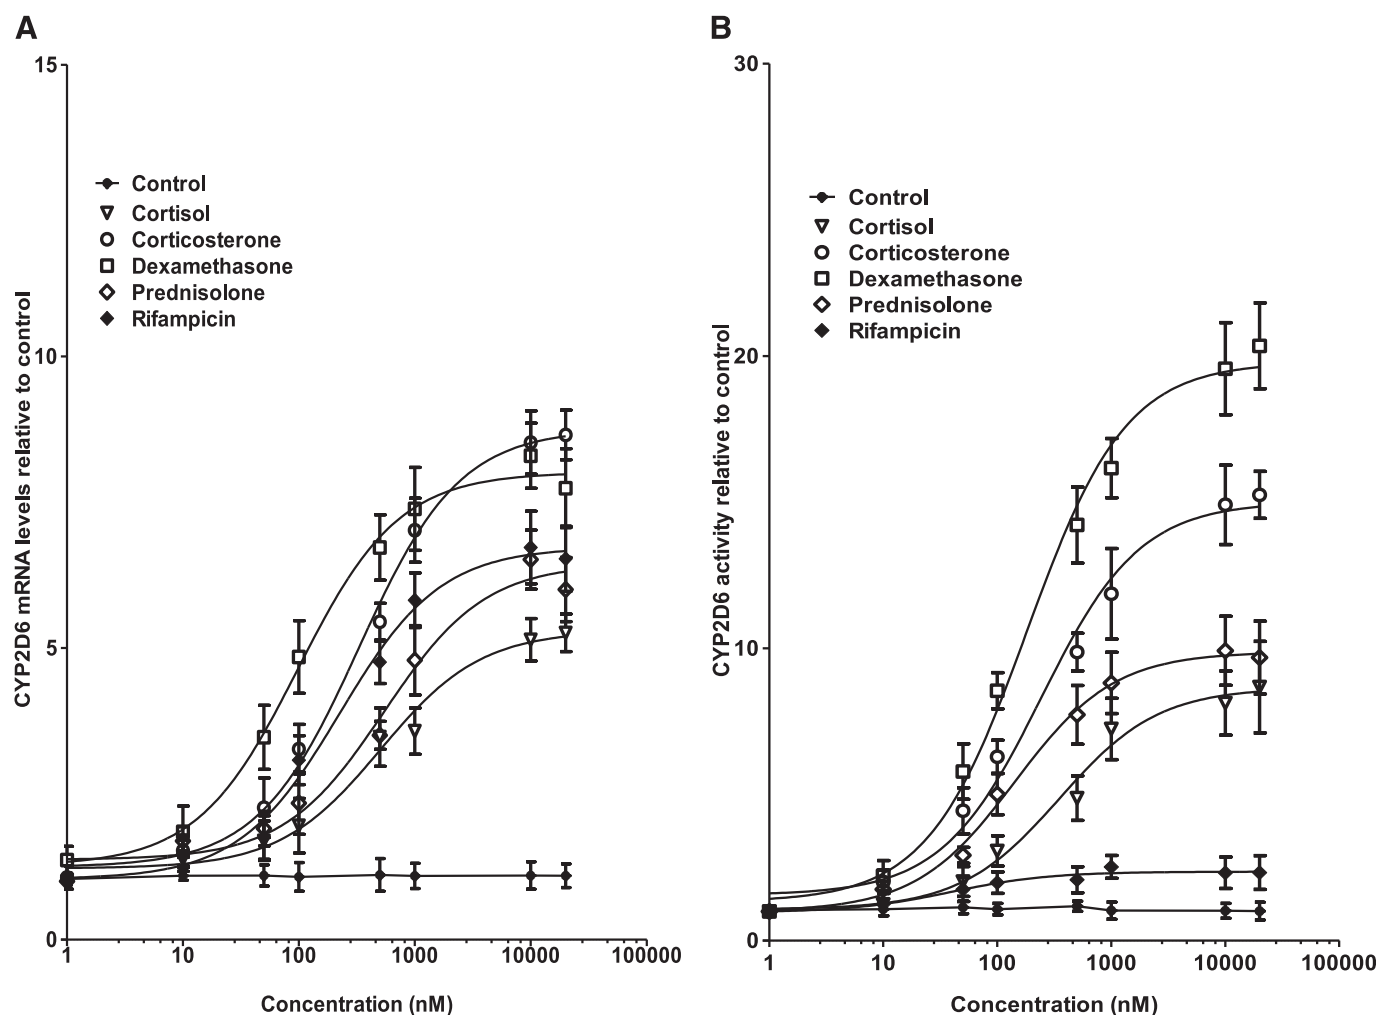 A
15
10
5
0
CYP2D6 mRNA levels relative to control
Control
Cortisol
Corticosterone
Dexamethasone
Prednisolone
Rifampicin
1 10 100 1000 10000 100000
Concentration (nM)
B
30
20
10
0
CYP2D6 activity relative to control
Control
Cortisol
Corticosterone
Dexamethasone
Prednisolone
Rifampicin
1 10 100 1000 10000 100000
Concentration (nM)